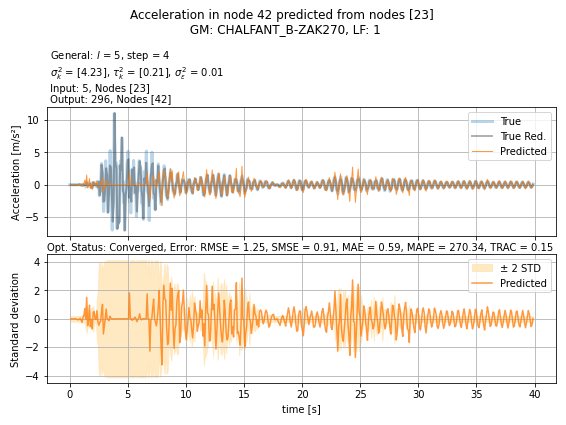 Acceleration in node 42 predicted from nodes [23]
GM: CHALFANT_B-ZAK270, LF: 1
General: l = 5, step = 4
σ²ₖ = [4.23], τ²ₖ = [0.21], σ²ε = 0.01
Input: 5, Nodes [23]
Output: 296, Nodes [42]
Acceleration [m/s²]
10
5
0
−5
True
True Red.
Predicted
Opt. Status: Converged, Error: RMSE = 1.25, SMSE = 0.91, MAE = 0.59, MAPE = 270.34, TRAC = 0.15
Standard deviation
4
2
0
−2
−4
± 2 STD
Predicted
0 5 10 15 20 25 30 35 40
time [s]